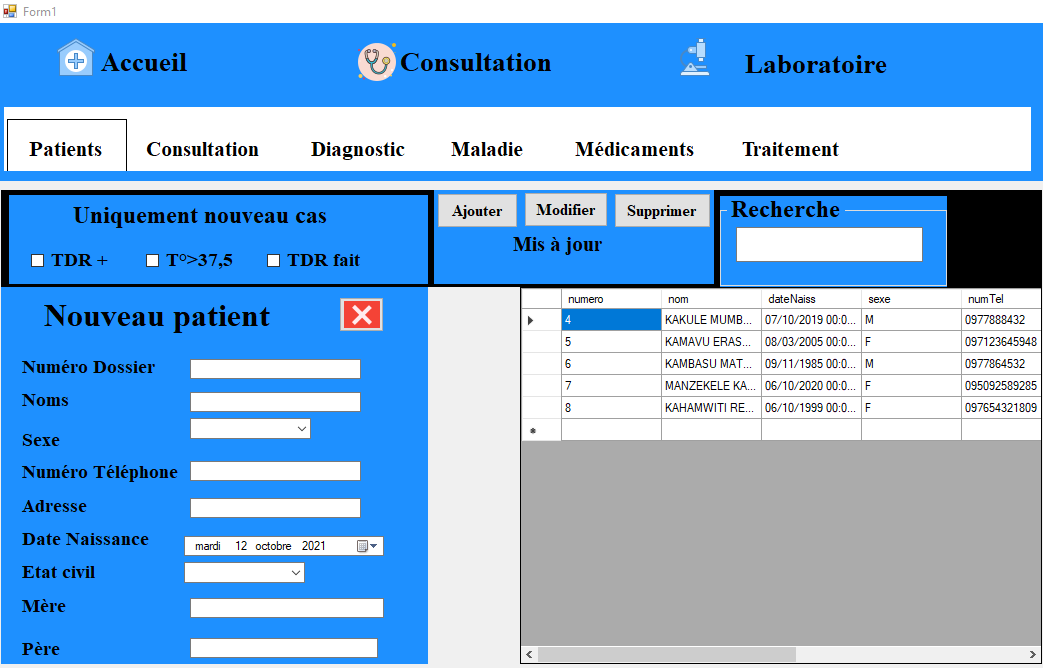 Form1
Accueil Consultation Laboratoire
Patients Consultation Diagnostic Maladie Médicaments Traitement
Uniquement nouveau cas
TDR + T°>37,5 TDR fait
Ajouter Modifier Supprimer
Mis à jour
Recherche
Nouveau patient
Numéro Dossier
Noms
Sexe
Numéro Téléphone
Adresse
Date Naissance mardi 12 octobre 2021
Etat civil
Mère
Père
numero nom dateNaiss sexe numTel
4 KAKULE MUMB... 07/10/2019 00:0... M 0977888432
5 KAMAVU ERAS... 08/03/2005 00:0... F 097123645948
6 KAMBASU MAT... 09/11/1985 00:0... M 0977864532
7 MANZEKELE KA... 06/10/2020 00:0... F 095092589285
8 KAHAMWITI RE... 06/10/1999 00:0... F 097654321809